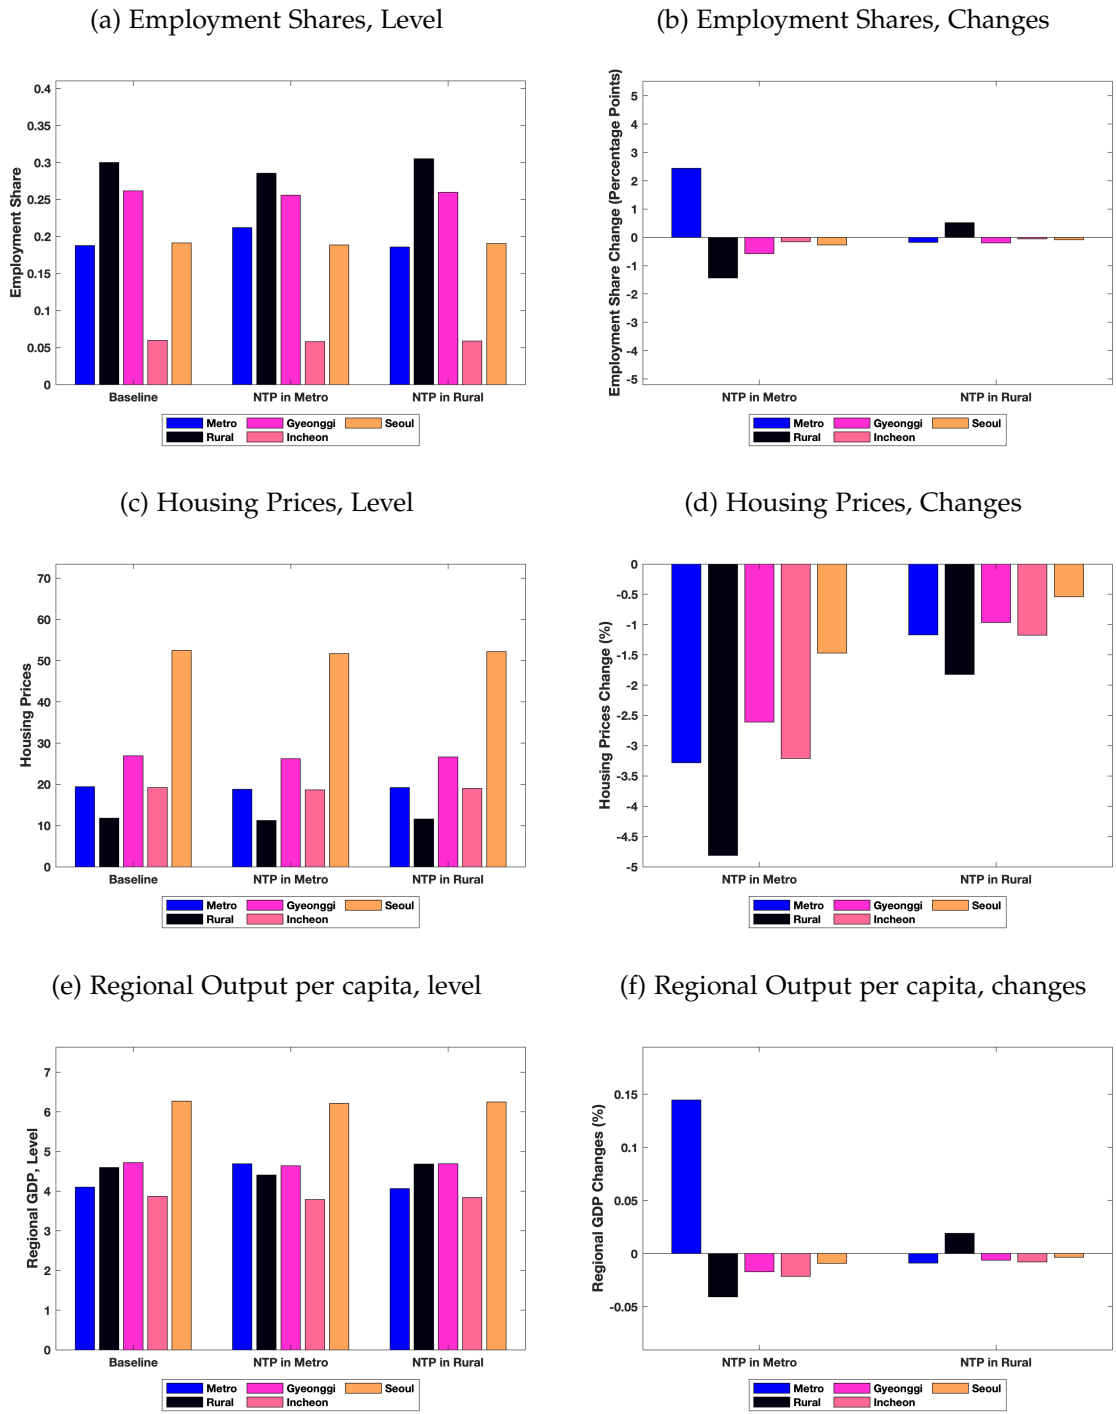 (a) Employment Shares, Level
0.4
0.35
0.3
0.25
0.2
0.15
0.1
0.05
0
Employment Share
Baseline
NTP in Metro
NTP in Rural
Metro
Gyeonggi
Seoul
Rural
Incheon
(b) Employment Shares, Changes
5
4
3
2
1
0
-1
-2
-3
-4
-5
Employment Share Change (Percentage Points)
NTP in Metro
NTP in Rural
Metro
Gyeonggi
Seoul
Rural
Incheon
(c) Housing Prices, Level
70
60
50
40
30
20
10
0
Housing Prices
Baseline
NTP in Metro
NTP in Rural
Metro
Gyeonggi
Seoul
Rural
Incheon
(d) Housing Prices, Changes
0
-0.5
-1
-1.5
-2
-2.5
-3
-3.5
-4
-4.5
-5
Housing Prices Change (%)
NTP in Metro
NTP in Rural
Metro
Gyeonggi
Seoul
Rural
Incheon
(e) Regional Output per capita, level
7
6
5
4
3
2
1
0
Regional GDP, Level
Baseline
NTP in Metro
NTP in Rural
Metro
Gyeonggi
Seoul
Rural
Incheon
(f) Regional Output per capita, changes
0.15
0.1
0.05
0
-0.05
Regional GDP Changes (%)
NTP in Metro
NTP in Rural
Metro
Gyeonggi
Seoul
Rural
Incheon